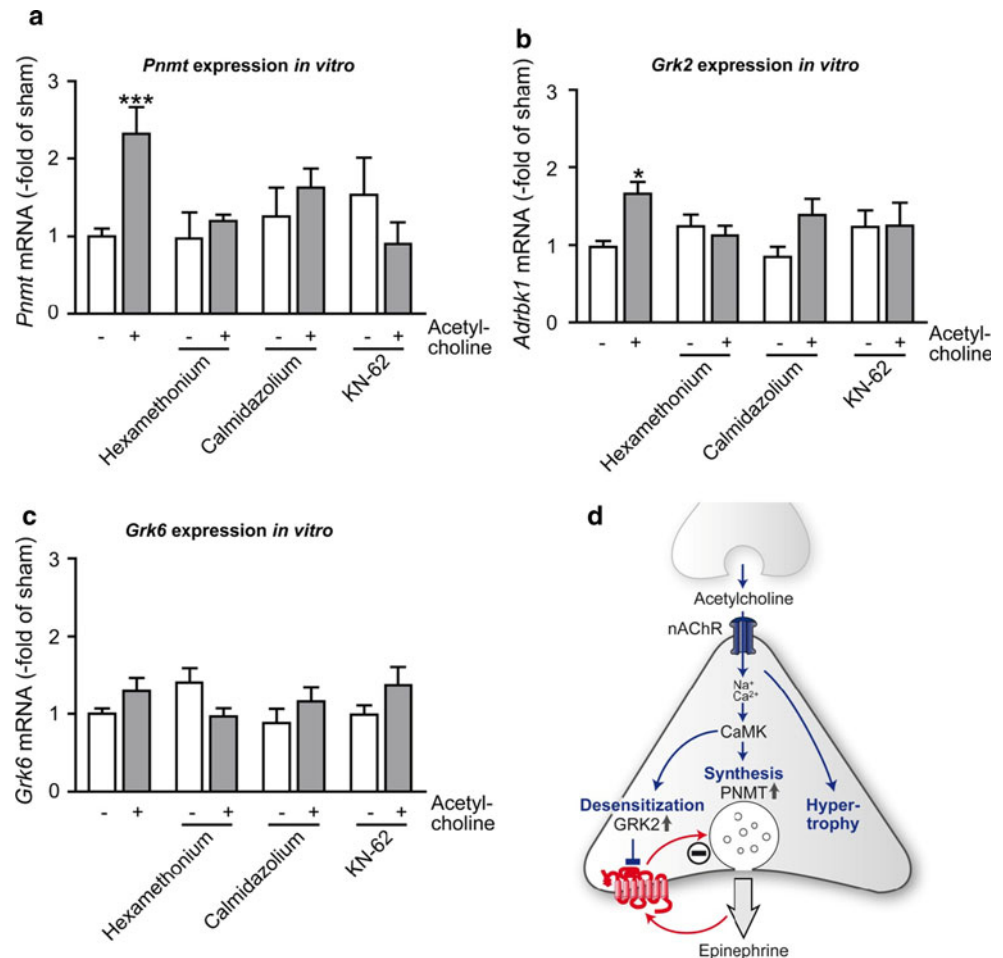 a
Pnmt expression in vitro
Pnmt mRNA (-fold of sham)
3
2
1
0
***
- + - + - + - +
Acetyl-
choline
Hexamethonium
Calmidazolium
KN-62
b
Grk2 expression in vitro
Adrbk1 mRNA (-fold of sham)
3
2
1
0
*
- + - + - + - +
Acetyl-
choline
Hexamethonium
Calmidazolium
KN-62
c
Grk6 expression in vitro
Grk6 mRNA (-fold of sham)
3
2
1
0
- + - + - + - +
Acetyl-
choline
Hexamethonium
Calmidazolium
KN-62
d
Acetylcholine
nAChR
Na⁺
Ca²⁺
CaMK
Synthesis
PNMT
Desensitization
GRK2
Hyper-
trophy
Epinephrine